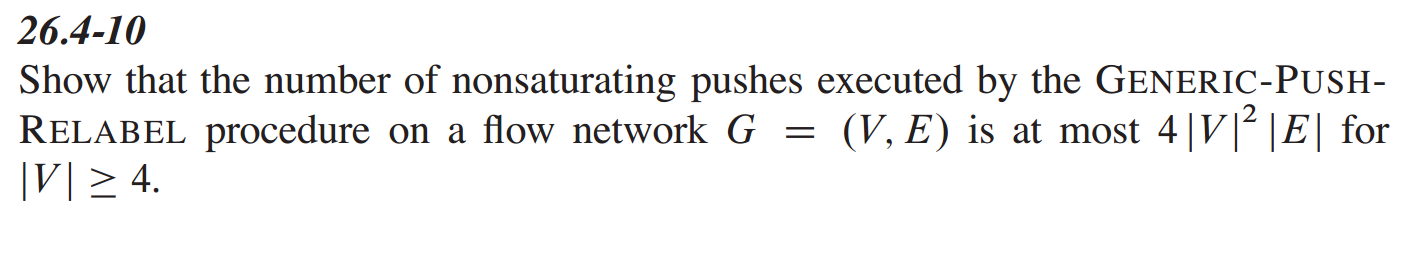 26.4-10
Show that the number of nonsaturating pushes executed by the GENERIC-PUSH-
RELABEL procedure on a flow network G = (V, E) is at most 4 |V|² |E| for
|V| ≥ 4.